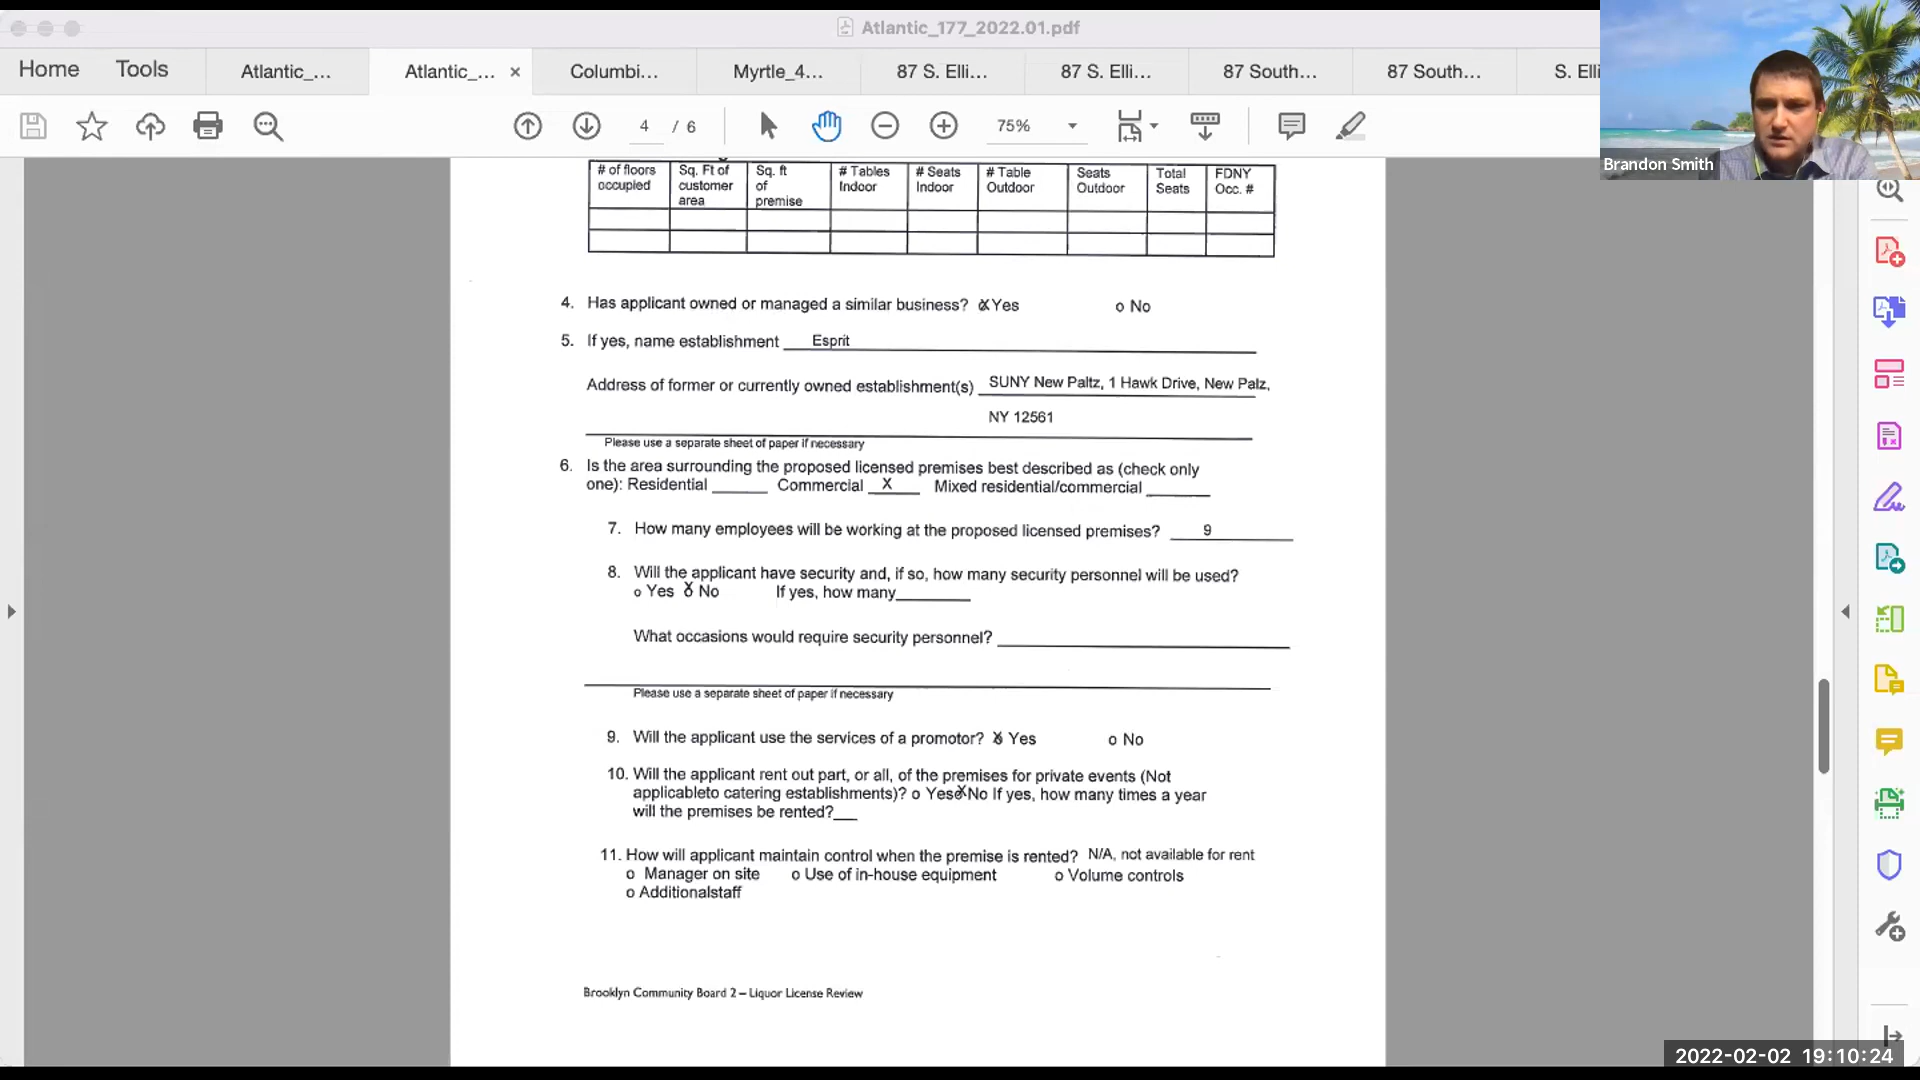 Atlantic_177_2022.01.pdf
Home Tools Atlantic_... Atlantic_... × Columbi... Myrtle_4... 87 S. Elli... 87 S. Elli... 87 South... 87 South... S. Elli
4 / 6 75%
Brandon Smith
# of floors occupied Sq. Ft of customer area Sq. ft of premise # Tables Indoor # Seats Indoor # Table Outdoor Seats Outdoor Total Seats FDNY Occ. #
4. Has applicant owned or managed a similar business? X Yes o No
5. If yes, name establishment Esprit
Address of former or currently owned establishment(s) SUNY New Paltz, 1 Hawk Drive, New Palz,
NY 12561
Please use a separate sheet of paper if necessary
6. Is the area surrounding the proposed licensed premises best described as (check only
one): Residential ______ Commercial X Mixed residential/commercial ______
7. How many employees will be working at the proposed licensed premises? 9
8. Will the applicant have security and, if so, how many security personnel will be used?
o Yes X No If yes, how many________
What occasions would require security personnel? ______
Please use a separate sheet of paper if necessary
9. Will the applicant use the services of a promotor? X Yes o No
10. Will the applicant rent out part, or all, of the premises for private events (Not
applicableto catering establishments)? o Yes X No If yes, how many times a year
will the premises be rented?___
11. How will applicant maintain control when the premise is rented? N/A, not available for rent
o Manager on site o Use of in-house equipment o Volume controls
o Additionalstaff
Brooklyn Community Board 2 – Liquor License Review
2022-02-02 19:10:24